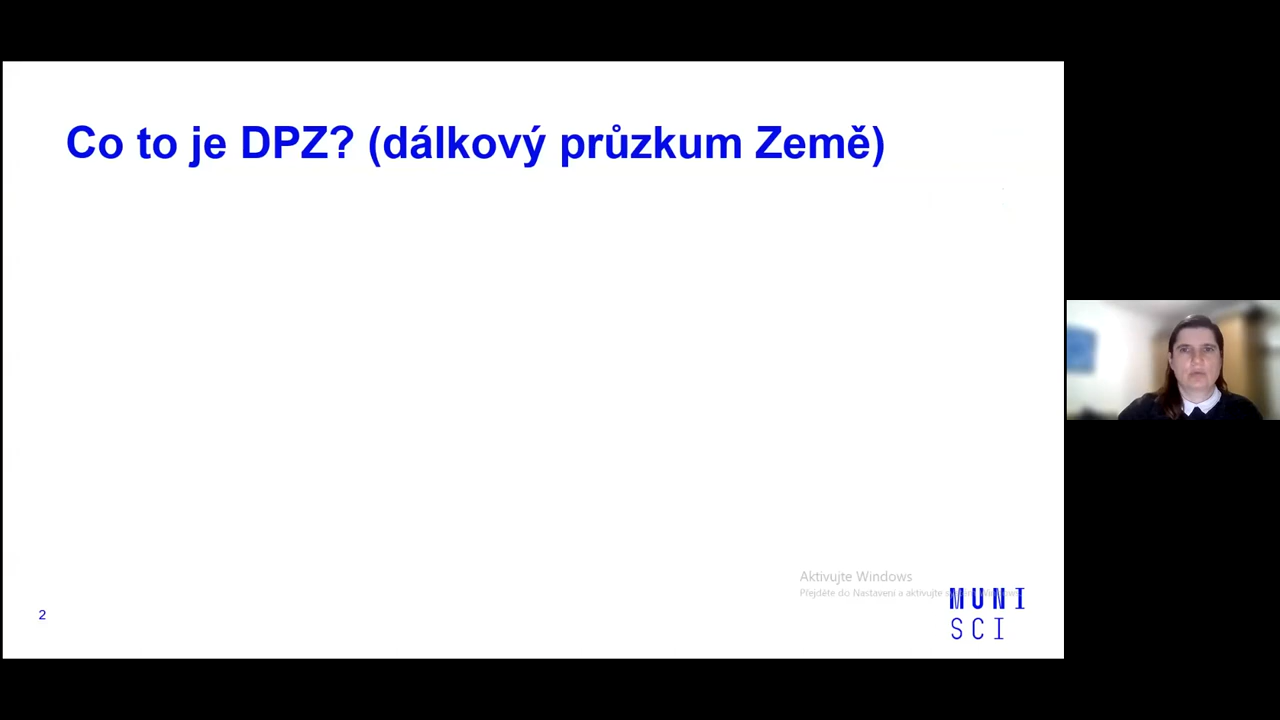 Co to je DPZ? (dálkový průzkum Země)
Aktivujte Windows
Přejděte do Nastavení a aktivujte
2
MUNI
SCI